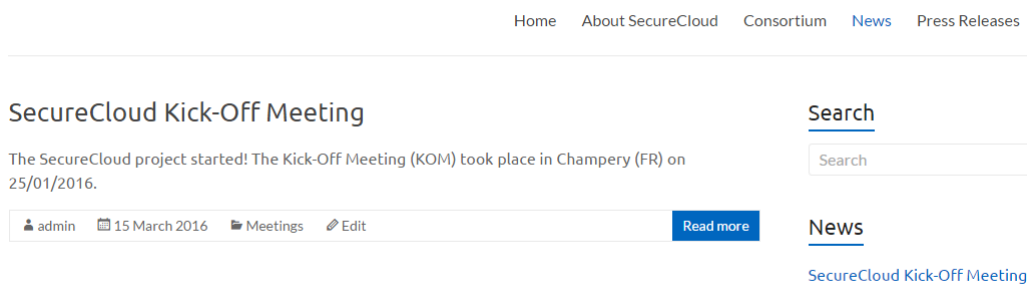 Home About SecureCloud Consortium News Press Releases
SecureCloud Kick-Off Meeting
The SecureCloud project started! The Kick-Off Meeting (KOM) took place in Champery (FR) on
25/01/2016.
admin 15 March 2016 Meetings Edit Read more
Search
Search
News
SecureCloud Kick-Off Meeting